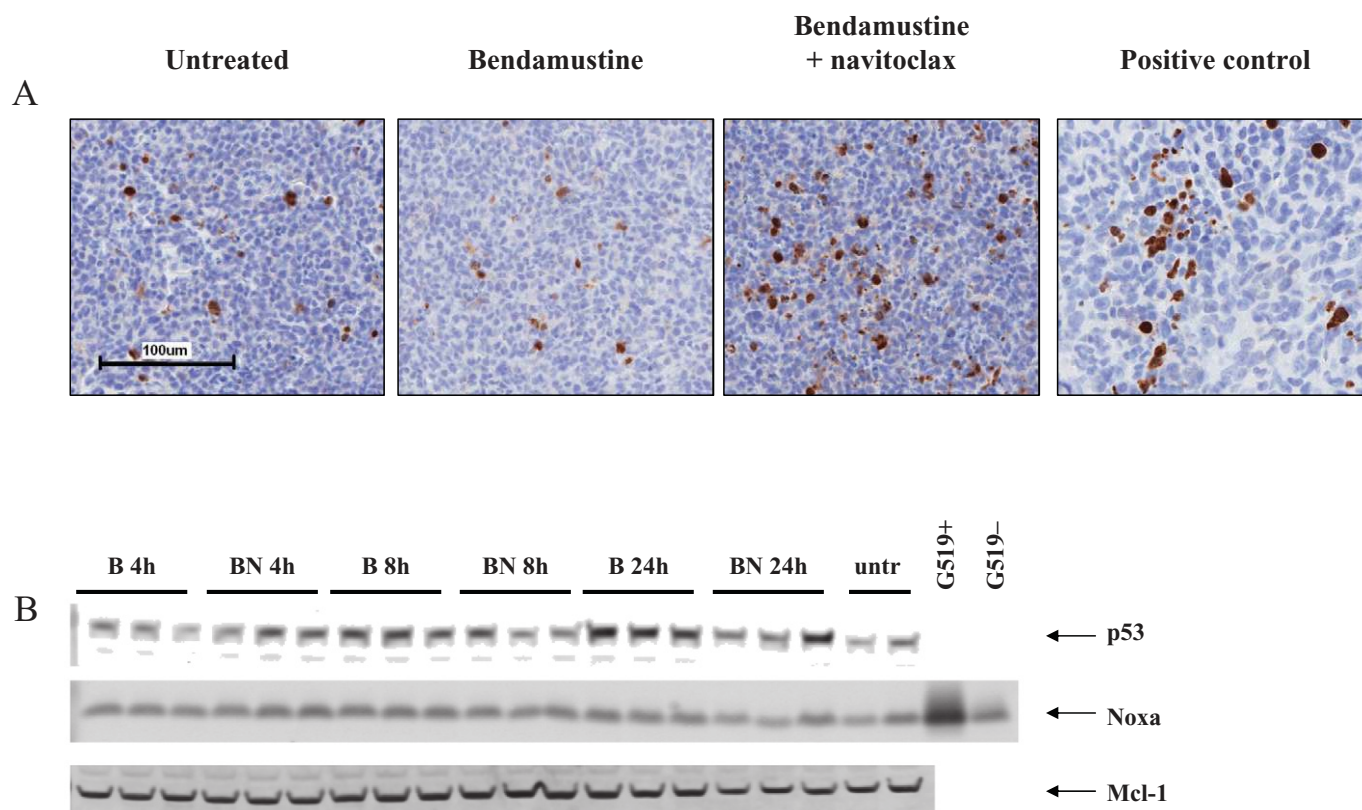 Untreated
Bendamustine
Bendamustine
+ navitoclax
Positive control
A
100um
B
B 4h
BN 4h
B 8h
BN 8h
B 24h
BN 24h
untr
G519+
G519–
p53
Noxa
Mcl-1